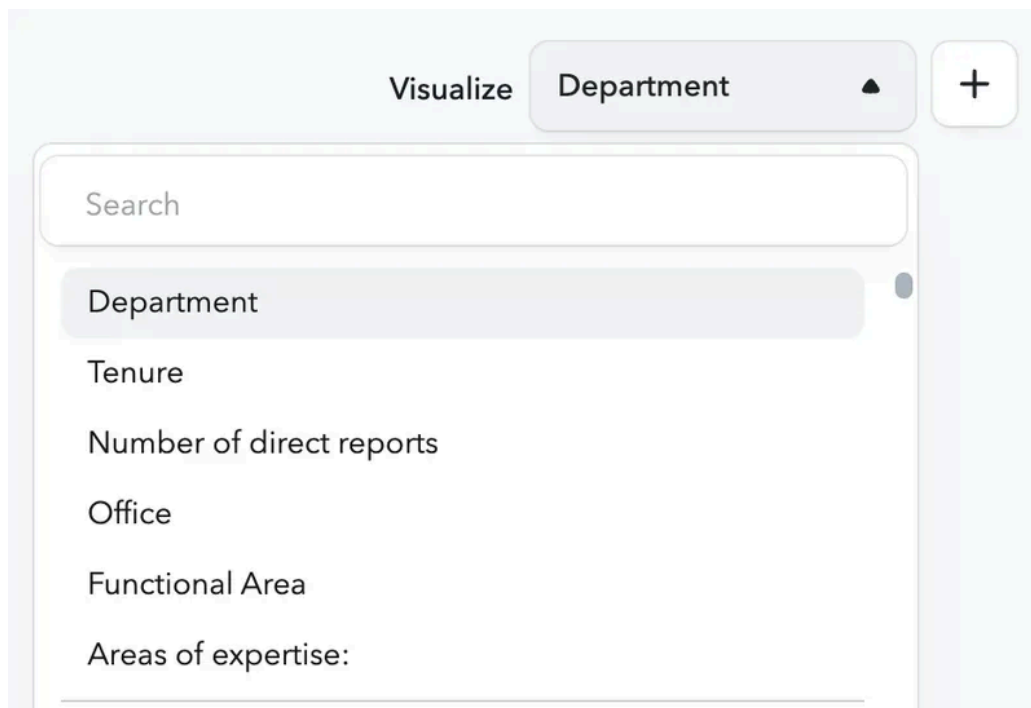 Visualize Department +
Search
Department
Tenure
Number of direct reports
Office
Functional Area
Areas of expertise: